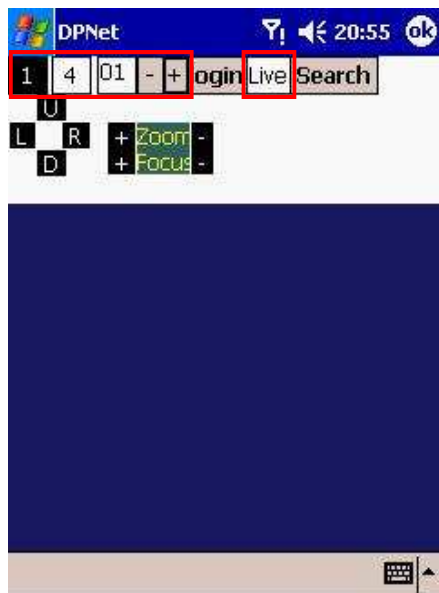 DPNet 20:55 ok
1 4 01 - + ogin Live Search
U
L R + Zoom -
D + Focus -